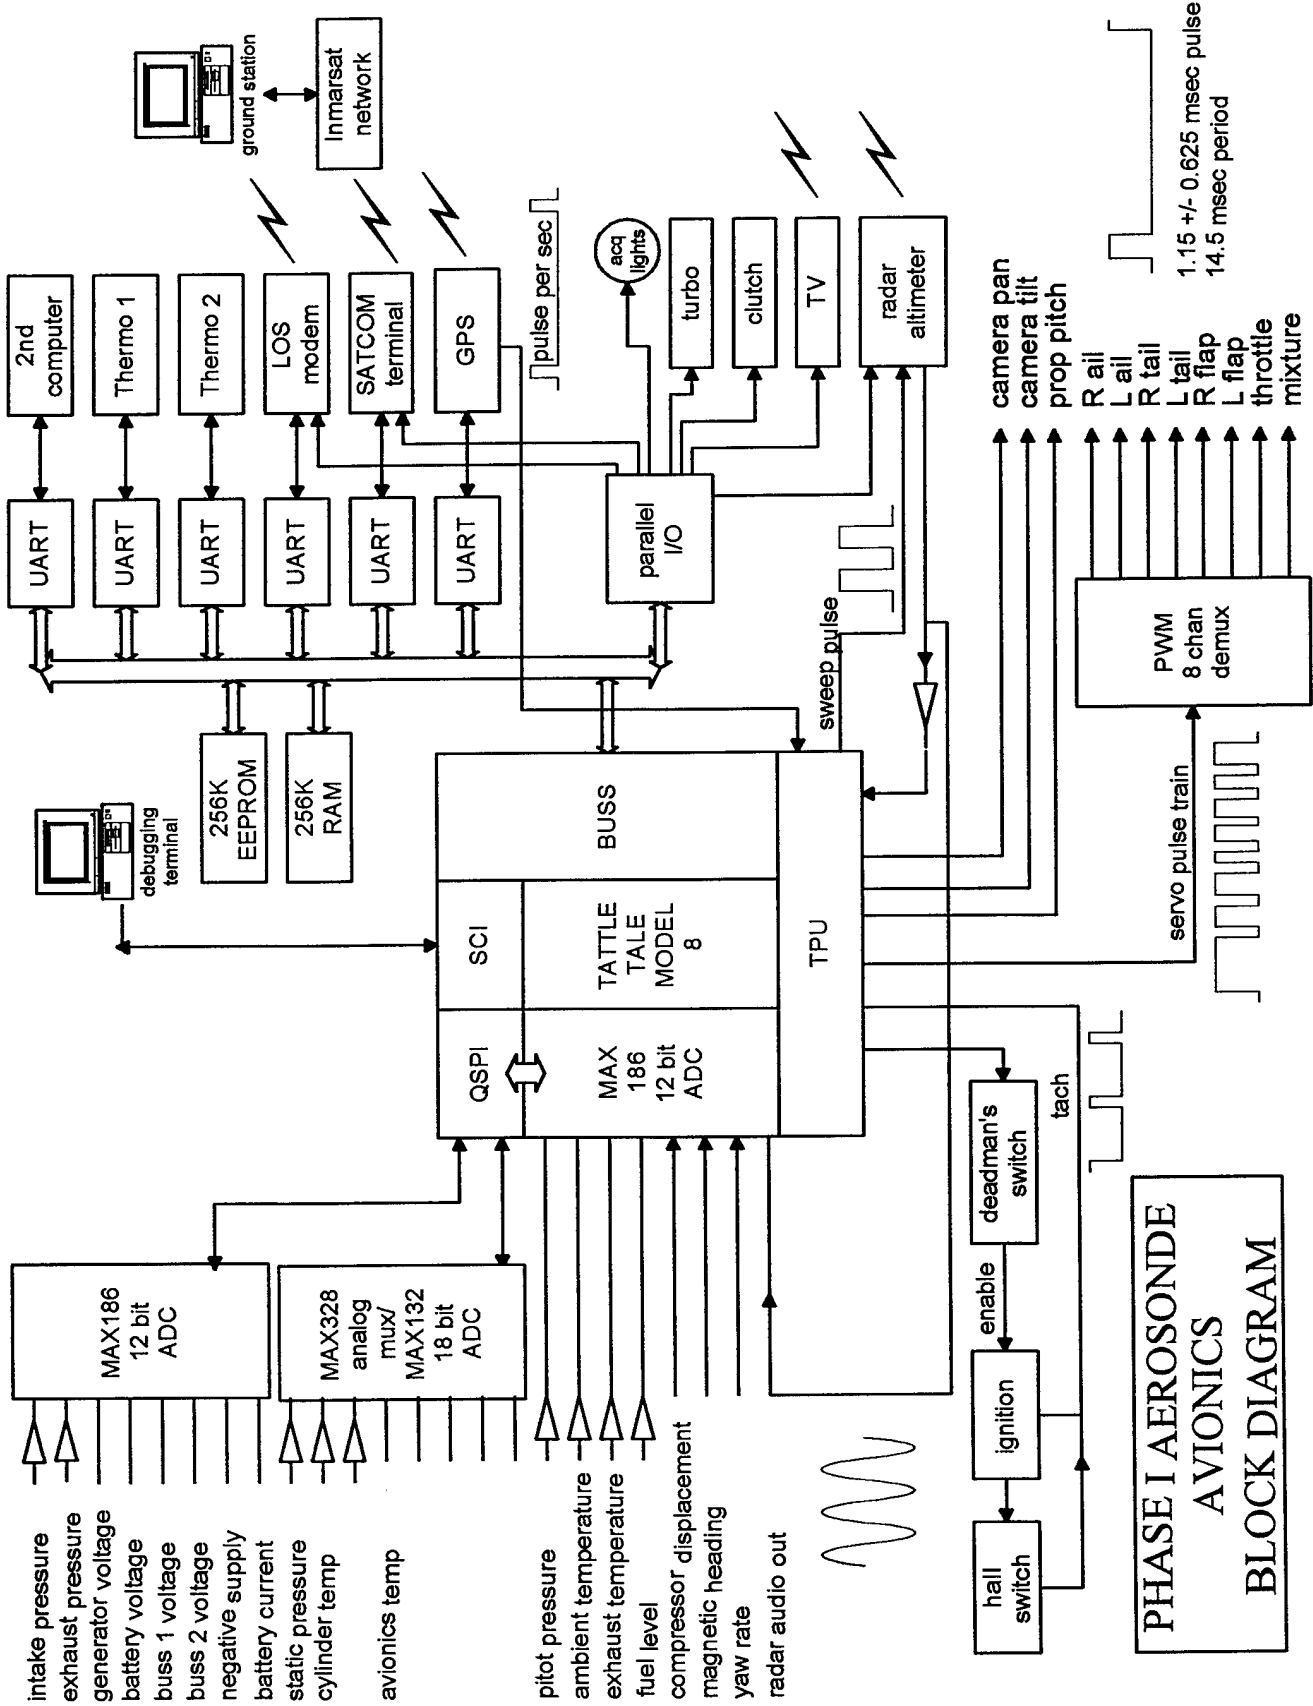 intake pressure
exhaust pressure
generator voltage
battery voltage
buss 1 voltage
buss 2 voltage
negative supply
battery current
static pressure
cylinder temp
avionics temp
pitot pressure
ambient temperature
exhaust temperature
fuel level
compressor displacement
magnetic heading
yaw rate
radar audio out
MAX186
12 bit
ADC
MAX328
analog
mux/
MAX132
18 bit
ADC
debugging
terminal
256K
EEPROM
256K
RAM
QSPI
SCI
BUSS
MAX
186
12 bit
ADC
TATTLE
TALE
MODEL
8
TPU
UART
UART
UART
UART
UART
UART
2nd
computer
Thermo 1
Thermo 2
LOS
modem
SATCOM
terminal
GPS
ground station
Inmarsat
network
pulse per sec
parallel
I/O
acq
lights
turbo
clutch
TV
radar
altimeter
sweep pulse
camera pan
camera tilt
prop pitch
R ail
L ail
R tail
L tail
R flap
L flap
throttle
mixture
PWM
8 chan
demux
servo pulse train
1.15 +/- 0.625 msec pulse
14.5 msec period
hall
switch
ignition
enable
deadman's
switch
tach
PHASE I AEROSONDE
AVIONICS
BLOCK DIAGRAM